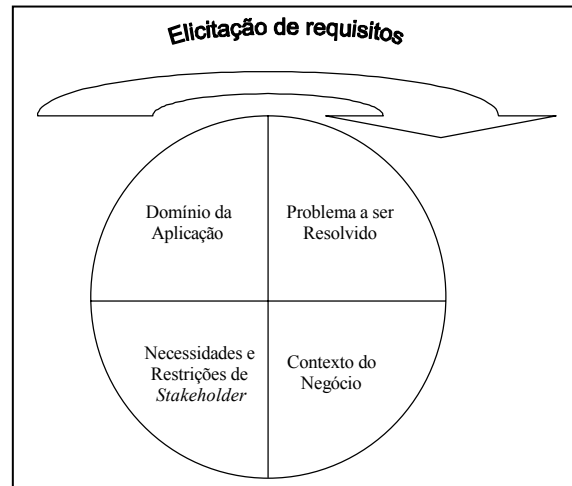 Elicitação de requisitos
Domínio da
Aplicação
Problema a ser
Resolvido
Necessidades e
Restrições de
Stakeholder
Contexto do
Negócio